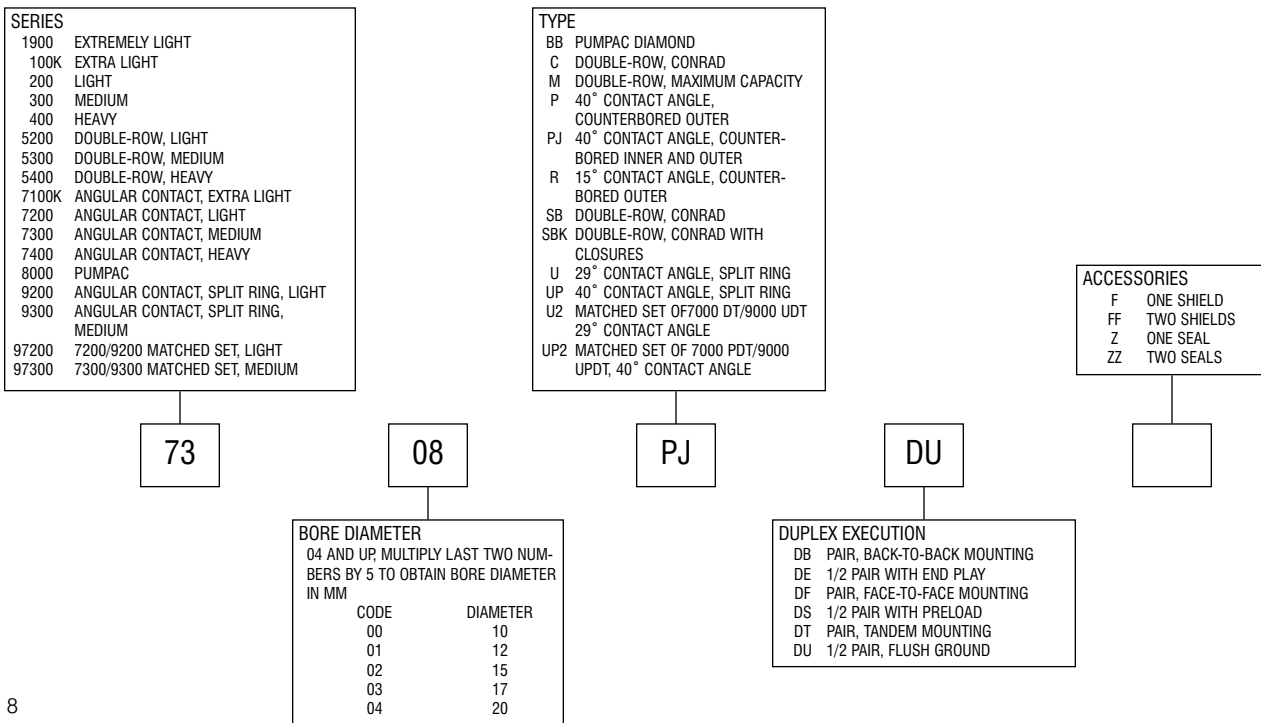 SERIES
1900 EXTREMELY LIGHT
100K EXTRA LIGHT
200 LIGHT
300 MEDIUM
400 HEAVY
5200 DOUBLE-ROW, LIGHT
5300 DOUBLE-ROW, MEDIUM
5400 DOUBLE-ROW, HEAVY
7100K ANGULAR CONTACT, EXTRA LIGHT
7200 ANGULAR CONTACT, LIGHT
7300 ANGULAR CONTACT, MEDIUM
7400 ANGULAR CONTACT, HEAVY
8000 PUMPAC
9200 ANGULAR CONTACT, SPLIT RING, LIGHT
9300 ANGULAR CONTACT, SPLIT RING,
MEDIUM
97200 7200/9200 MATCHED SET, LIGHT
97300 7300/9300 MATCHED SET, MEDIUM
TYPE
BB PUMPAC DIAMOND
C DOUBLE-ROW, CONRAD
M DOUBLE-ROW, MAXIMUM CAPACITY
P 40° CONTACT ANGLE,
COUNTERBORED OUTER
PJ 40° CONTACT ANGLE, COUNTER-
BORED INNER AND OUTER
R 15° CONTACT ANGLE, COUNTER-
BORED OUTER
SB DOUBLE-ROW, CONRAD
SBK DOUBLE-ROW, CONRAD WITH
CLOSURES
U 29° CONTACT ANGLE, SPLIT RING
UP 40° CONTACT ANGLE, SPLIT RING
U2 MATCHED SET OF7000 DT/9000 UDT
29° CONTACT ANGLE
UP2 MATCHED SET OF 7000 PDT/9000
UPDT, 40° CONTACT ANGLE
ACCESSORIES
F ONE SHIELD
FF TWO SHIELDS
Z ONE SEAL
ZZ TWO SEALS
73 08 PJ DU
BORE DIAMETER
04 AND UP, MULTIPLY LAST TWO NUM-
BERS BY 5 TO OBTAIN BORE DIAMETER
IN MM
CODE DIAMETER
00 10
01 12
02 15
03 17
04 20
DUPLEX EXECUTION
DB PAIR, BACK-TO-BACK MOUNTING
DE 1/2 PAIR WITH END PLAY
DF PAIR, FACE-TO-FACE MOUNTING
DS 1/2 PAIR WITH PRELOAD
DT PAIR, TANDEM MOUNTING
DU 1/2 PAIR, FLUSH GROUND
8